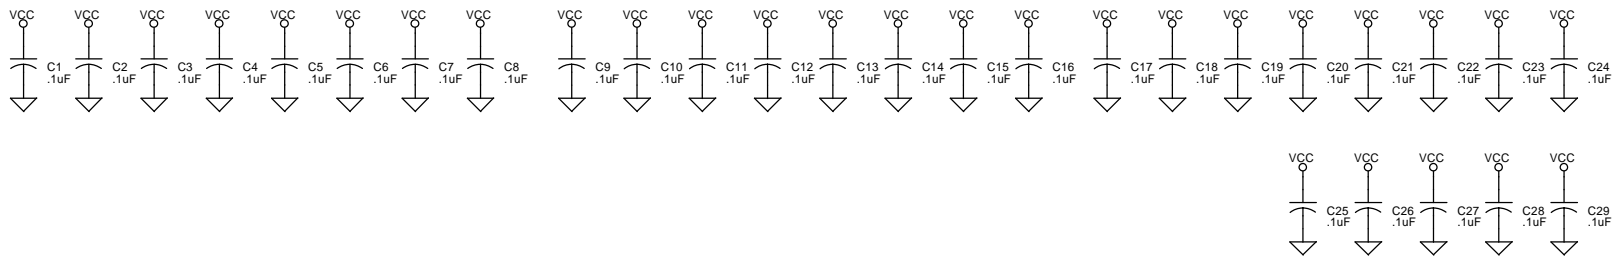 VCC VCC VCC VCC VCC VCC VCC VCC VCC VCC VCC VCC VCC VCC VCC VCC VCC VCC VCC VCC VCC VCC VCC VCC
C1 C2 C3 C4 C5 C6 C7 C8 C9 C10 C11 C12 C13 C14 C15 C16 C17 C18 C19 C20 C21 C22 C23 C24
.1uF .1uF .1uF .1uF .1uF .1uF .1uF .1uF .1uF .1uF .1uF .1uF .1uF .1uF .1uF .1uF .1uF .1uF .1uF .1uF .1uF .1uF .1uF .1uF
VCC VCC VCC VCC VCC
C25 C26 C27 C28 C29
.1uF .1uF .1uF .1uF .1uF